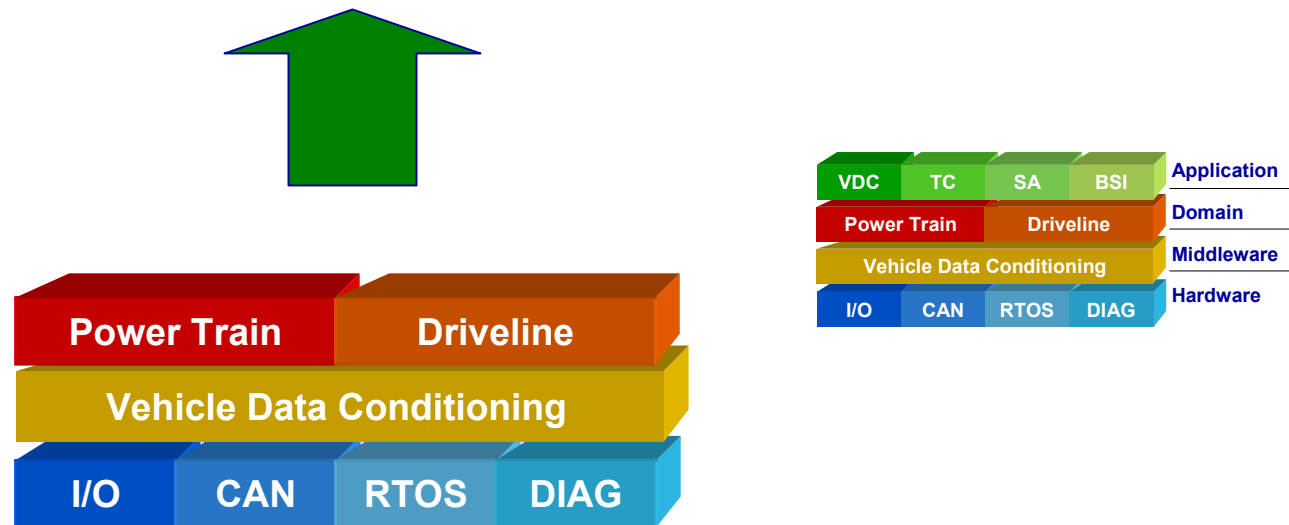 Power Train Driveline
Vehicle Data Conditioning
I/O CAN RTOS DIAG
VDC TC SA BSI Application
Power Train Driveline Domain
Vehicle Data Conditioning Middleware
I/O CAN RTOS DIAG Hardware